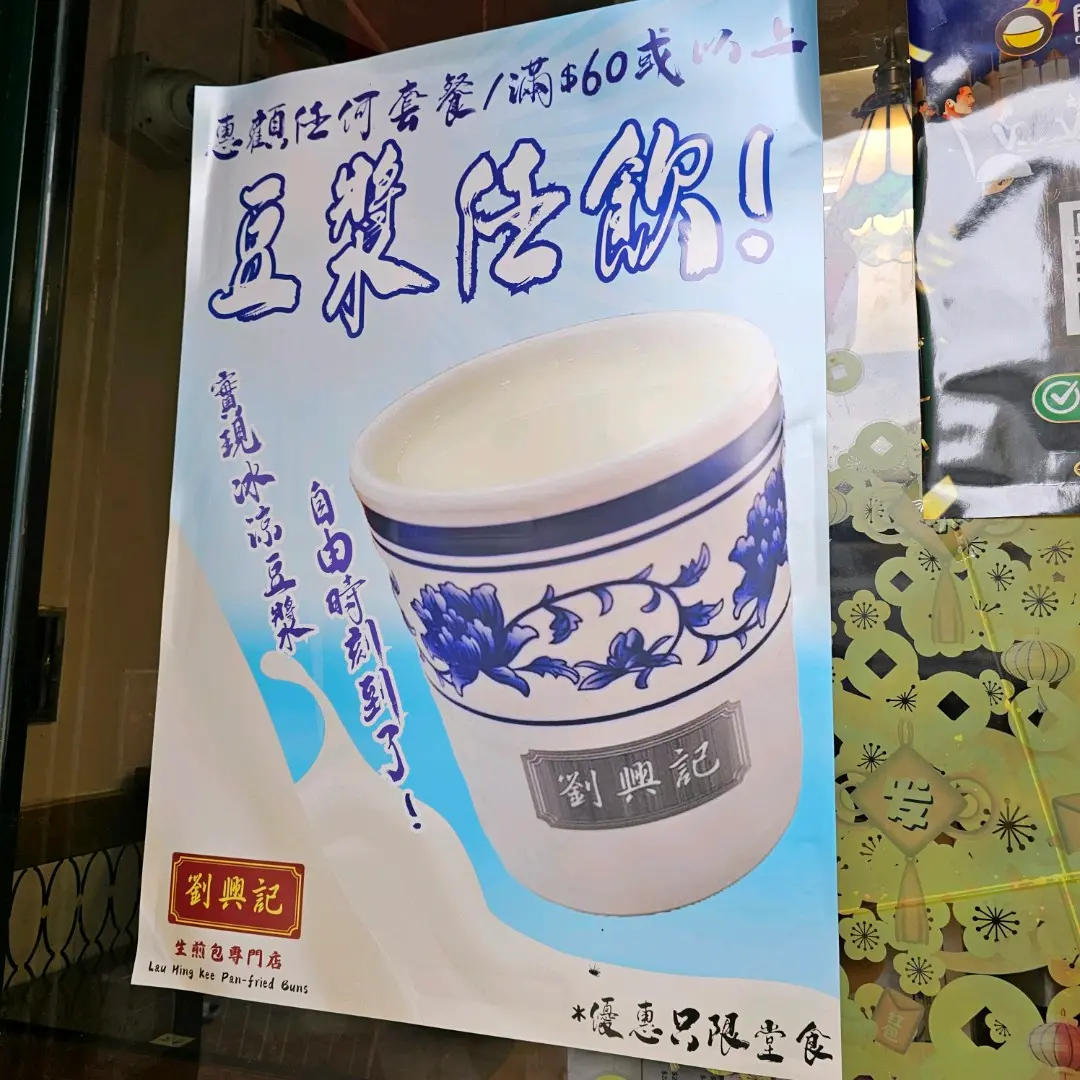 惠顧任何套餐/滿$60或以上
豆漿任飲!
實現冰涼豆漿
自由時刻到了!
劉興記
劉興記
生煎包專門店
Lau Hing Kee Pan-fried Buns
*優惠只限堂食